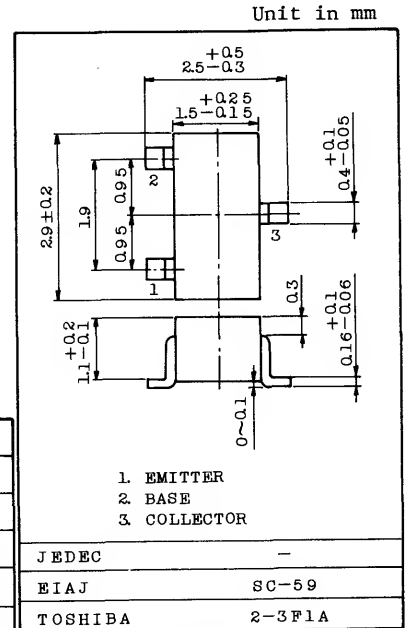 Unit in mm
+0.5
2.5-0.3
+0.25
1.5-0.15
2.9±0.2
1.9
0.95
0.95
2
1
3
+0.1
0.4-0.05
+0.2
1.1-0.1
0.3
+0.1
0.16-0.06
0~0.1
1. EMITTER
2. BASE
3. COLLECTOR
JEDEC –
EIAJ SC-59
TOSHIBA 2-3F1A